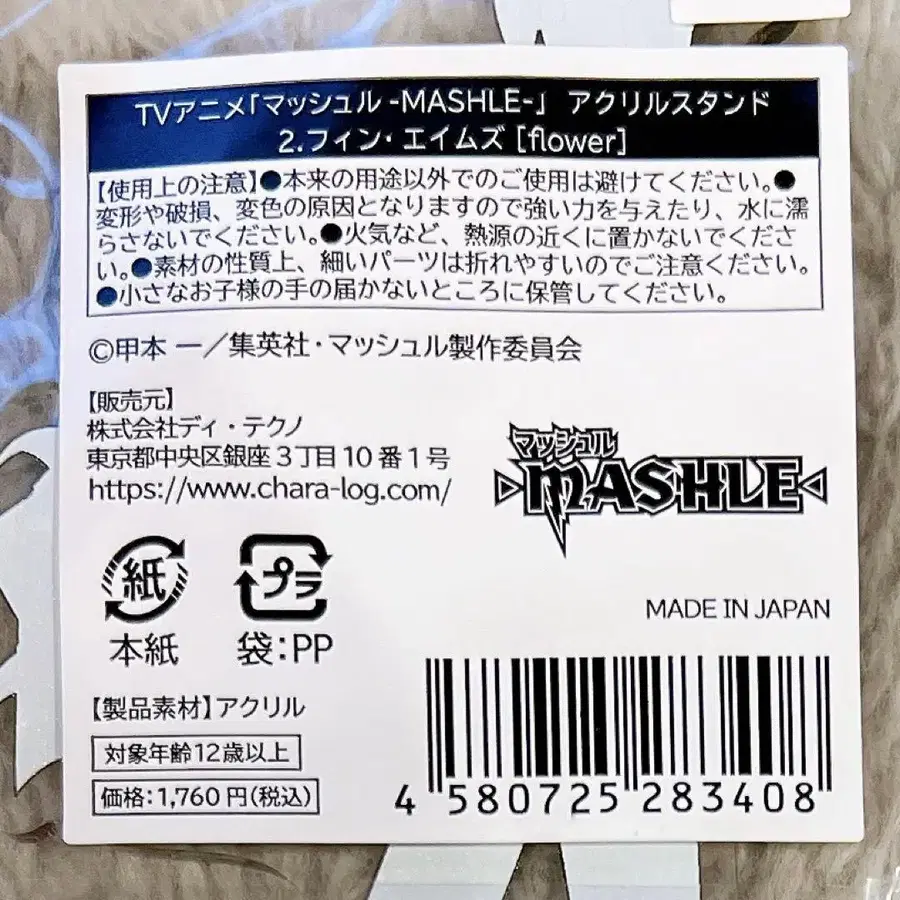 TVアニメ「マッシュル -MASHLE-」 アクリルスタンド
2.フィン・エイムズ [flower]
【使用上の注意】●本来の用途以外でのご使用は避けてください。●
変形や破損、変色の原因となりますので強い力を与えたり、水に濡
らさないでください。●火気など、熱源の近くに置かないでくださ
い。●素材の性質上、細いパーツは折れやすいのでご注意ください。
●小さなお子様の手の届かないところに保管してください。
©甲本 一／集英社・マッシュル製作委員会
【販売元】
株式会社ディ・テクノ
東京都中央区銀座3丁目10番1号
https://www.chara-log.com/
マッシュル
MASHLE
紙
プラ
本紙
袋:PP
MADE IN JAPAN
【製品素材】アクリル
対象年齢12歳以上
価格:1,760円(税込)
4 580725 283408